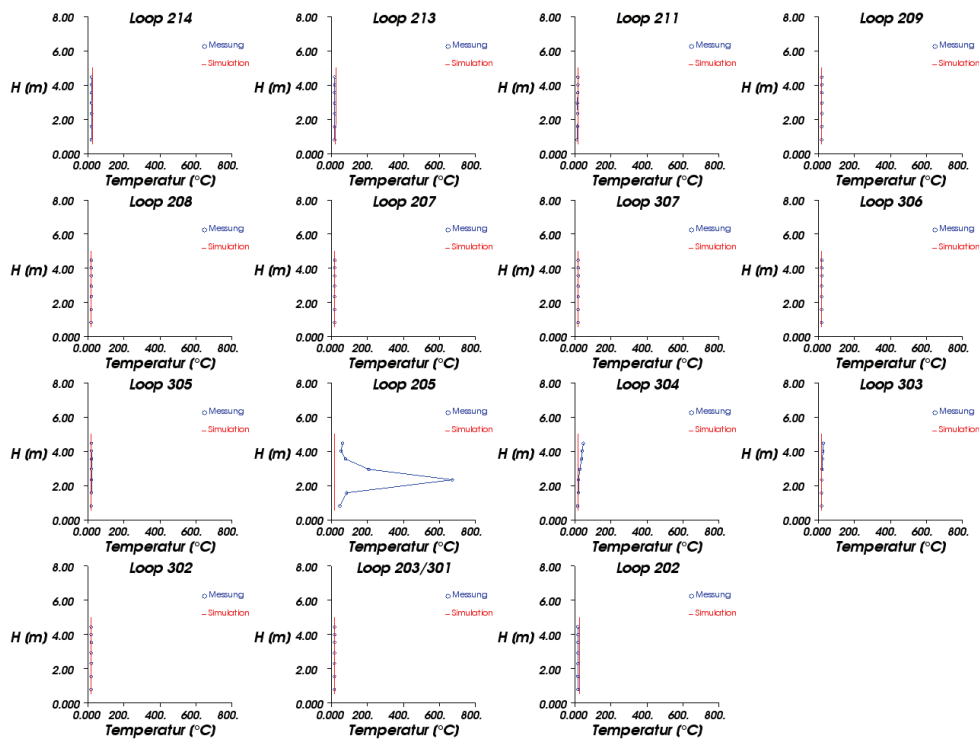 Loop 214
8.00
Messung
6.00
Simulation
H (m)
4.00
2.00
0.000
0.000 200. 400. 600. 800.
Temperatur (°C)
Loop 213
8.00
Messung
6.00
Simulation
H (m)
4.00
2.00
0.000
0.000 200. 400. 600. 800.
Temperatur (°C)
Loop 211
8.00
Messung
6.00
Simulation
H (m)
4.00
2.00
0.000
0.000 200. 400. 600. 800.
Temperatur (°C)
Loop 209
8.00
Messung
6.00
Simulation
H (m)
4.00
2.00
0.000
0.000 200. 400. 600. 800.
Temperatur (°C)
Loop 208
8.00
Messung
6.00
Simulation
H (m)
4.00
2.00
0.000
0.000 200. 400. 600. 800.
Temperatur (°C)
Loop 207
8.00
Messung
6.00
Simulation
H (m)
4.00
2.00
0.000
0.000 200. 400. 600. 800.
Temperatur (°C)
Loop 307
8.00
Messung
6.00
Simulation
H (m)
4.00
2.00
0.000
0.000 200. 400. 600. 800.
Temperatur (°C)
Loop 306
8.00
Messung
6.00
Simulation
H (m)
4.00
2.00
0.000
0.000 200. 400. 600. 800.
Temperatur (°C)
Loop 305
8.00
Messung
6.00
Simulation
H (m)
4.00
2.00
0.000
0.000 200. 400. 600. 800.
Temperatur (°C)
Loop 205
8.00
Messung
6.00
Simulation
H (m)
4.00
2.00
0.000
0.000 200. 400. 600. 800.
Temperatur (°C)
Loop 304
8.00
Messung
6.00
Simulation
H (m)
4.00
2.00
0.000
0.000 200. 400. 600. 800.
Temperatur (°C)
Loop 303
8.00
Messung
6.00
Simulation
H (m)
4.00
2.00
0.000
0.000 200. 400. 600. 800.
Temperatur (°C)
Loop 302
8.00
Messung
6.00
Simulation
H (m)
4.00
2.00
0.000
0.000 200. 400. 600. 800.
Temperatur (°C)
Loop 203/301
8.00
Messung
6.00
Simulation
H (m)
4.00
2.00
0.000
0.000 200. 400. 600. 800.
Temperatur (°C)
Loop 202
8.00
Messung
6.00
Simulation
H (m)
4.00
2.00
0.000
0.000 200. 400. 600. 800.
Temperatur (°C)